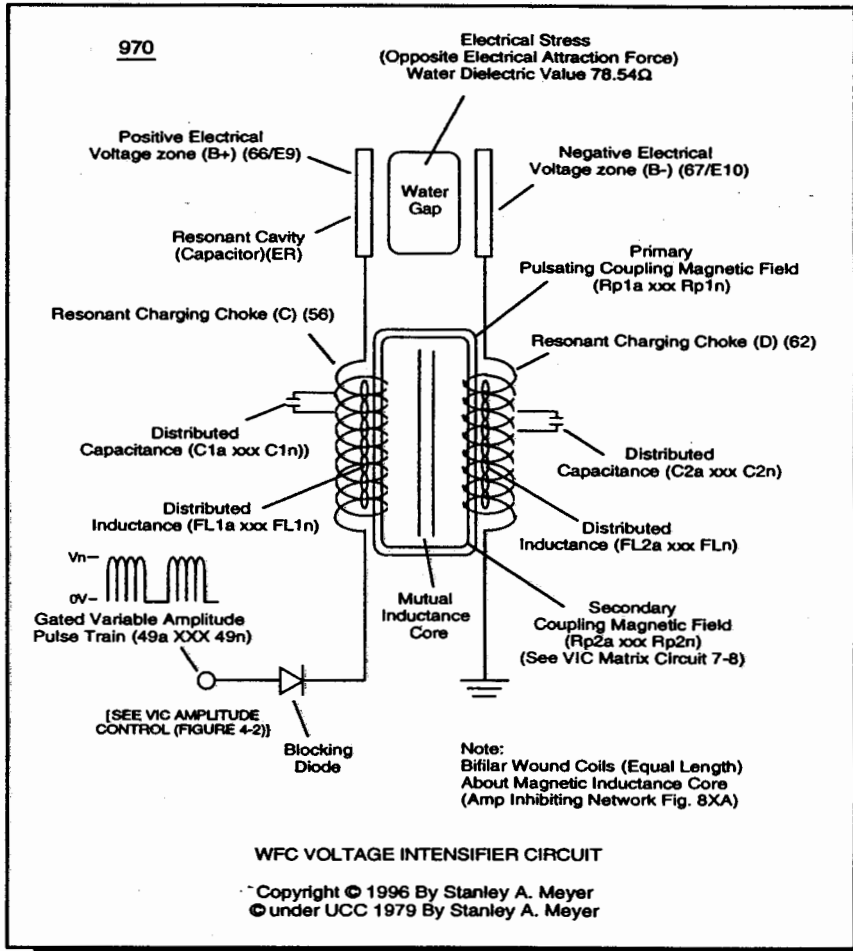 970
Electrical Stress
(Opposite Electrical Attraction Force)
Water Dielectric Value 78.54Ω
Positive Electrical
Voltage zone (B+) (66/E9)
Negative Electrical
Voltage zone (B-) (67/E10)
Water
Gap
Resonant Cavity
(Capacitor)(ER)
Primary
Pulsating Coupling Magnetic Field
(Rp1a xxx Rp1n)
Resonant Charging Choke (C) (56)
Resonant Charging Choke (D) (62)
Distributed
Capacitance (C1a xxx C1n))
Distributed
Capacitance (C2a xxx C2n)
Distributed
Inductance (FL1a xxx FL1n)
Distributed
Inductance (FL2a xxx FLn)
Vn
0V
Gated Variable Amplitude
Pulse Train (49a XXX 49n)
Mutual
Inductance
Core
Secondary
Coupling Magnetic Field
(Rp2a xxx Rp2n)
(See VIC Matrix Circuit 7-8)
[SEE VIC AMPLITUDE
CONTROL (FIGURE 4-2)}
Blocking
Diode
Note:
Bifilar Wound Coils (Equal Length)
About Magnetic Inductance Core
(Amp Inhibiting Network Fig. 8XA)
WFC VOLTAGE INTENSIFIER CIRCUIT
Copyright © 1996 By Stanley A. Meyer
© under UCC 1979 By Stanley A. Meyer